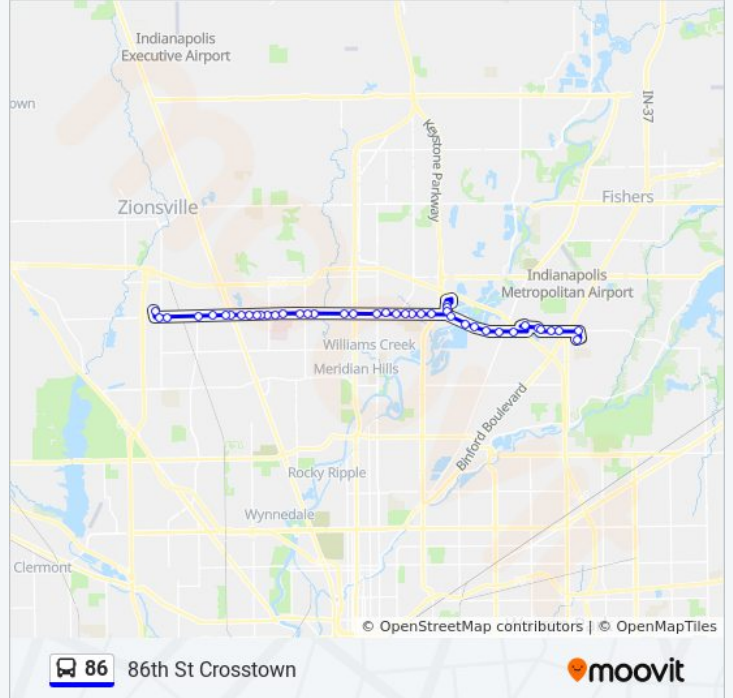 Indianapolis
Executive Airport
own
IN-37
Keystone Parkway
Zionsville
Fishers
Indianapolis
Metropolitan Airport
Williams Creek
Meridian Hills
Binford Boulevard
Rocky Ripple
Wynnedale
Clermont
© OpenStreetMap contributors | © OpenMapTiles
86 86th St Crosstown
moovit